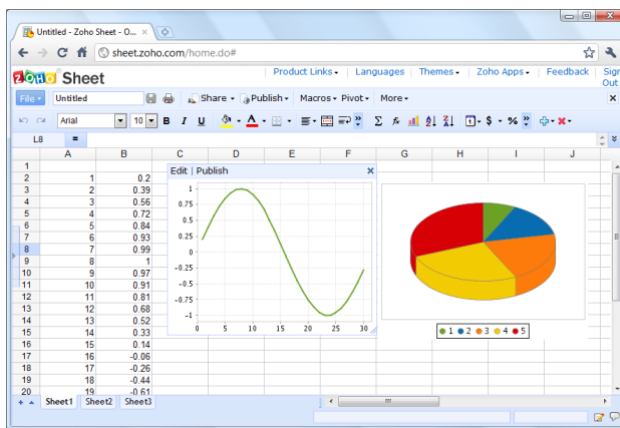 Untitled - Zoho Sheet - O...
sheet.zoho.com/home.do#
ZOHO Sheet Product Links Languages Themes Zoho Apps Feedback Sign Out
File Untitled Share Publish Macros Pivot More
Arial 10 B I U Σ fx $ %
L8 =
A B C D E F G H I J
1 Edit | Publish
2 1 0.2
3 2 0.39
4 3 0.56
5 4 0.72
6 5 0.84
7 6 0.93
8 7 0.99
9 8 1
10 9 0.97
11 10 0.91
12 11 0.81
13 12 0.68
14 13 0.52
15 14 0.33
16 15 0.14
17 16 -0.06
18 17 -0.26
19 18 -0.44
20 19 -0.61
1
0.75
0.5
0.25
0
-0.25
-0.5
-0.75
-1
0 5 10 15 20 25 30
1 2 3 4 5
Sheet1 Sheet2 Sheet3